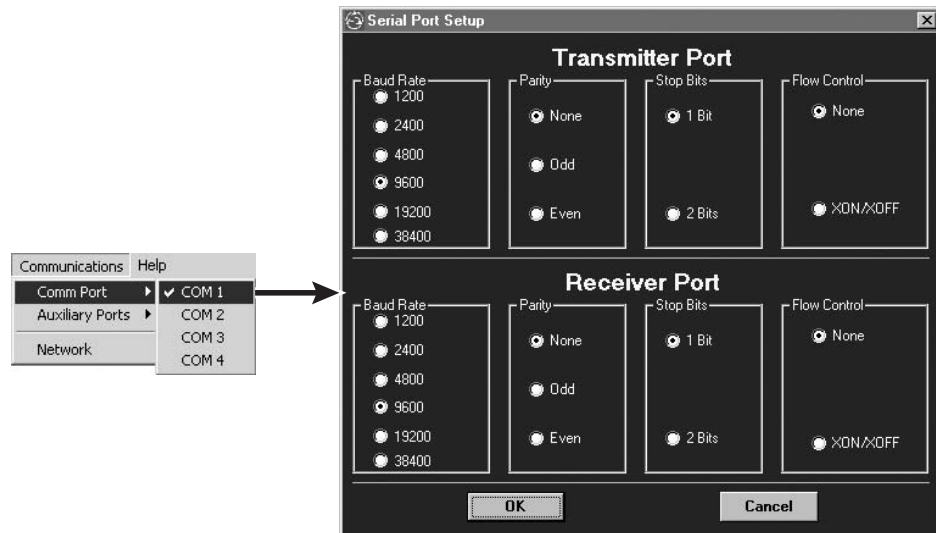 Communications Help
Comm Port
Auxiliary Ports
Network
COM 1
COM 2
COM 3
COM 4
Serial Port Setup
Transmitter Port
Baud Rate
1200
2400
4800
9600
19200
38400
Parity
None
Odd
Even
Stop Bits
1 Bit
2 Bits
Flow Control
None
XON/XOFF
Receiver Port
Baud Rate
1200
2400
4800
9600
19200
38400
Parity
None
Odd
Even
Stop Bits
1 Bit
2 Bits
Flow Control
None
XON/XOFF
OK
Cancel